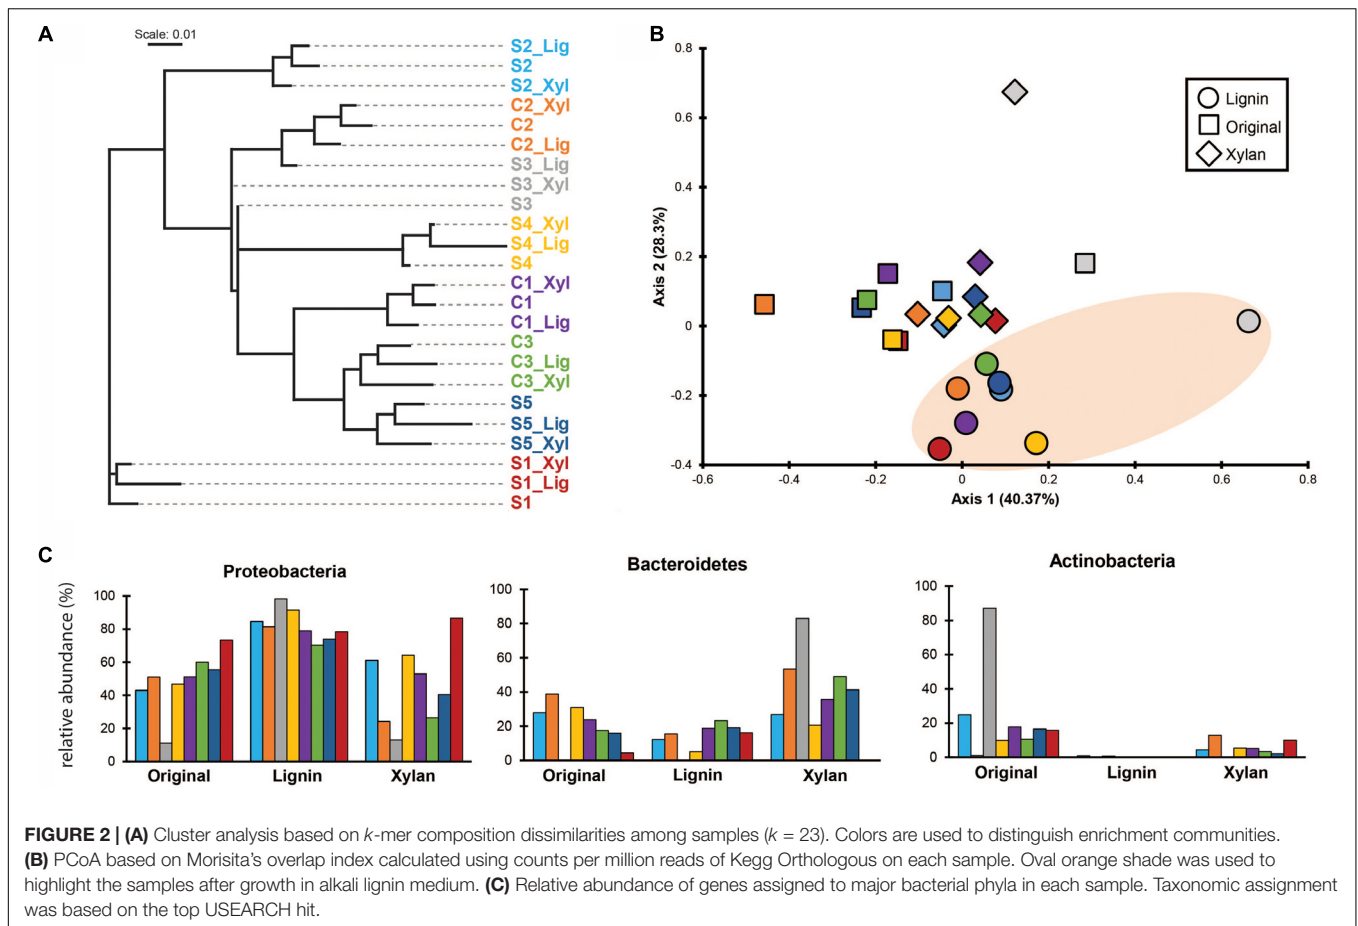 A
Scale: 0.01
S2_Lig
S2
S2_Xyl
C2_Xyl
C2
C2_Lig
S3_Lig
S3_Xyl
S3
S4_Xyl
S4_Lig
S4
C1_Xyl
C1
C1_Lig
C3
C3_Lig
C3_Xyl
S5
S5_Lig
S5_Xyl
S1_Xyl
S1_Lig
S1
B
0.8
0.6
0.4
0.2
0
-0.2
-0.4
Axis 2 (28.3%)
-0.6
-0.4
-0.2
0
0.2
0.4
0.6
0.8
Axis 1 (40.37%)
Lignin
Original
Xylan
C
Proteobacteria
relative abundance (%)
100
80
60
40
20
0
Original Lignin Xylan
Bacteroidetes
100
80
60
40
20
0
Original Lignin Xylan
Actinobacteria
100
80
60
40
20
0
Original Lignin Xylan
FIGURE 2 | (A) Cluster analysis based on k-mer composition dissimilarities among samples (k = 23). Colors are used to distinguish enrichment communities.
(B) PCoA based on Morisita's overlap index calculated using counts per million reads of Kegg Orthologous on each sample. Oval orange shade was used to
highlight the samples after growth in alkali lignin medium. (C) Relative abundance of genes assigned to major bacterial phyla in each sample. Taxonomic assignment
was based on the top USEARCH hit.